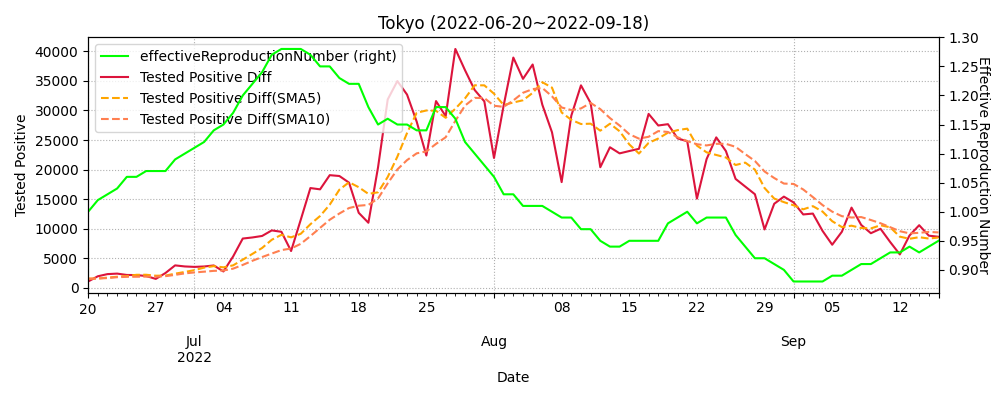 Tokyo (2022-06-20~2022-09-18)
effectiveReproductionNumber (right)
Tested Positive Diff
Tested Positive Diff(SMA5)
Tested Positive Diff(SMA10)
Tested Positive
40000
35000
30000
25000
20000
15000
10000
5000
0
Effective Reproduction Number
1.30
1.25
1.20
1.15
1.10
1.05
1.00
0.95
0.90
20 27 04 11 18 25 08 15 22 29 05 12
Jul Aug Sep
2022
Date